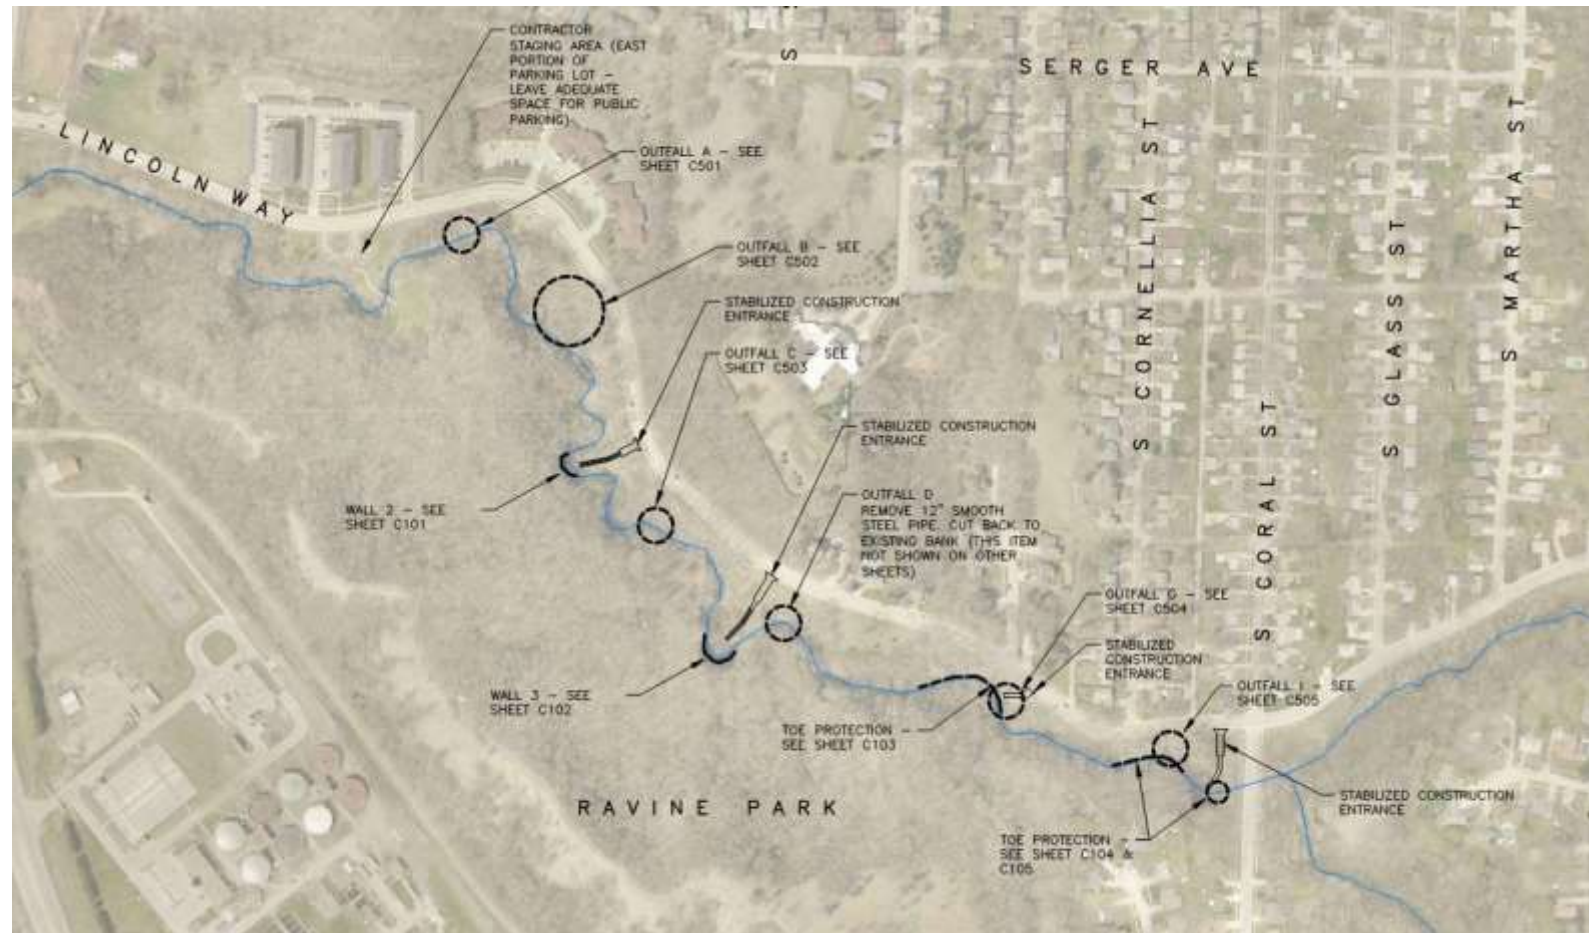 CONTRACTOR
STAGING AREA (EAST
PORTION OF
PARKING LOT –
LEAVE ADEQUATE
SPACE FOR PUBLIC
PARKING)
S
SERGER AVE
LINCOLN WAY
OUTFALL A – SEE
SHEET C501
S CORNELLIA ST
S MARTHA ST
OUTFALL B – SEE
SHEET C502
S GLASS ST
STABILIZED CONSTRUCTION
ENTRANCE
OUTFALL C – SEE
SHEET C503
S CORAL ST
STABILIZED CONSTRUCTION
ENTRANCE
WALL 2 – SEE
SHEET C101
OUTFALL D
REMOVE 12" SMOOTH
STEEL PIPE. CUT BACK TO
EXISTING BANK (THIS ITEM
NOT SHOWN ON OTHER
SHEETS)
OUTFALL G – SEE
SHEET C504
STABILIZED
CONSTRUCTION
ENTRANCE
WALL 3 – SEE
SHEET C102
OUTFALL I – SEE
SHEET C505
TOE PROTECTION –
SEE SHEET C103
RAVINE PARK
STABILIZED CONSTRUCTION
ENTRANCE
TOE PROTECTION –
SEE SHEET C104 &
C105